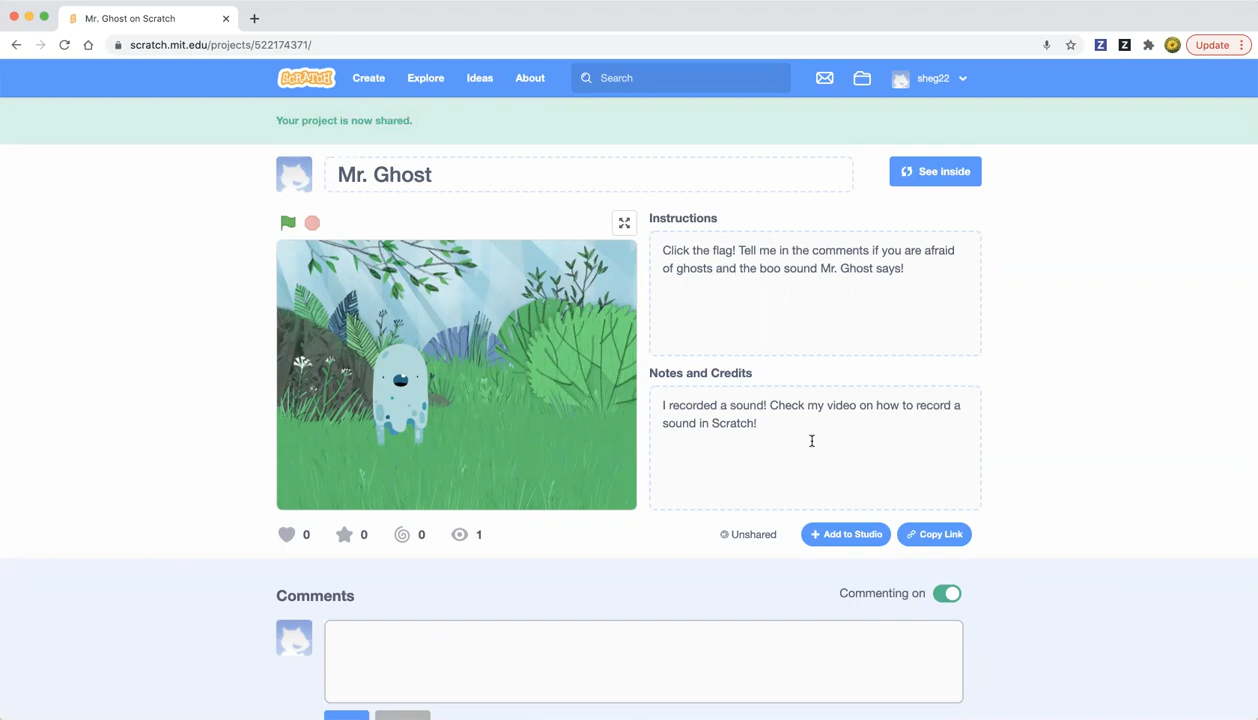 Mr. Ghost on Scratch
scratch.mit.edu/projects/522174371/
Z
Z
Update
SCRATCH
Create
Explore
Ideas
About
Search
sheg22
Your project is now shared.
Mr. Ghost
See inside
Instructions
Click the flag! Tell me in the comments if you are afraid
of ghosts and the boo sound Mr. Ghost says!
Notes and Credits
I recorded a sound! Check my video on how to record a
sound in Scratch!
0
0
0
1
Unshared
Add to Studio
Copy Link
Comments
Commenting on